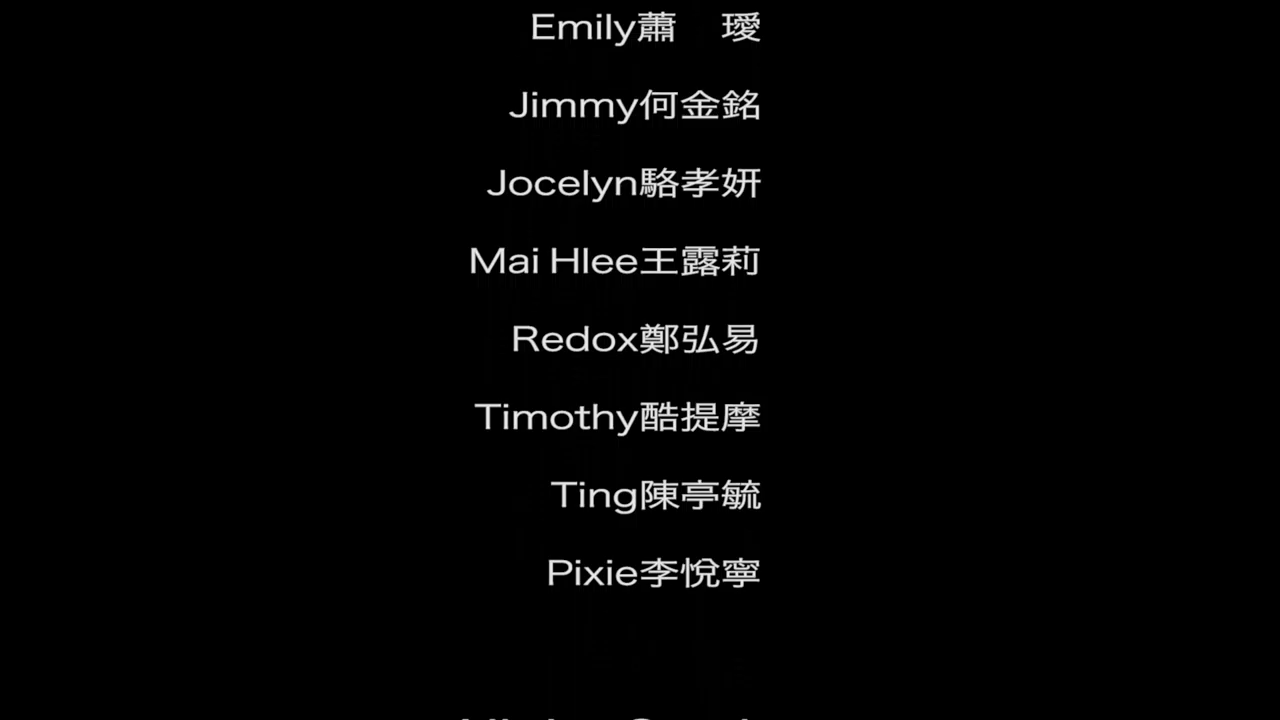 Emily蕭　璦
Jimmy何金銘
Jocelyn駱孝妍
Mai Hlee王露莉
Redox鄭弘易
Timothy酷提摩
Ting陳亭毓
Pixie李悅寧